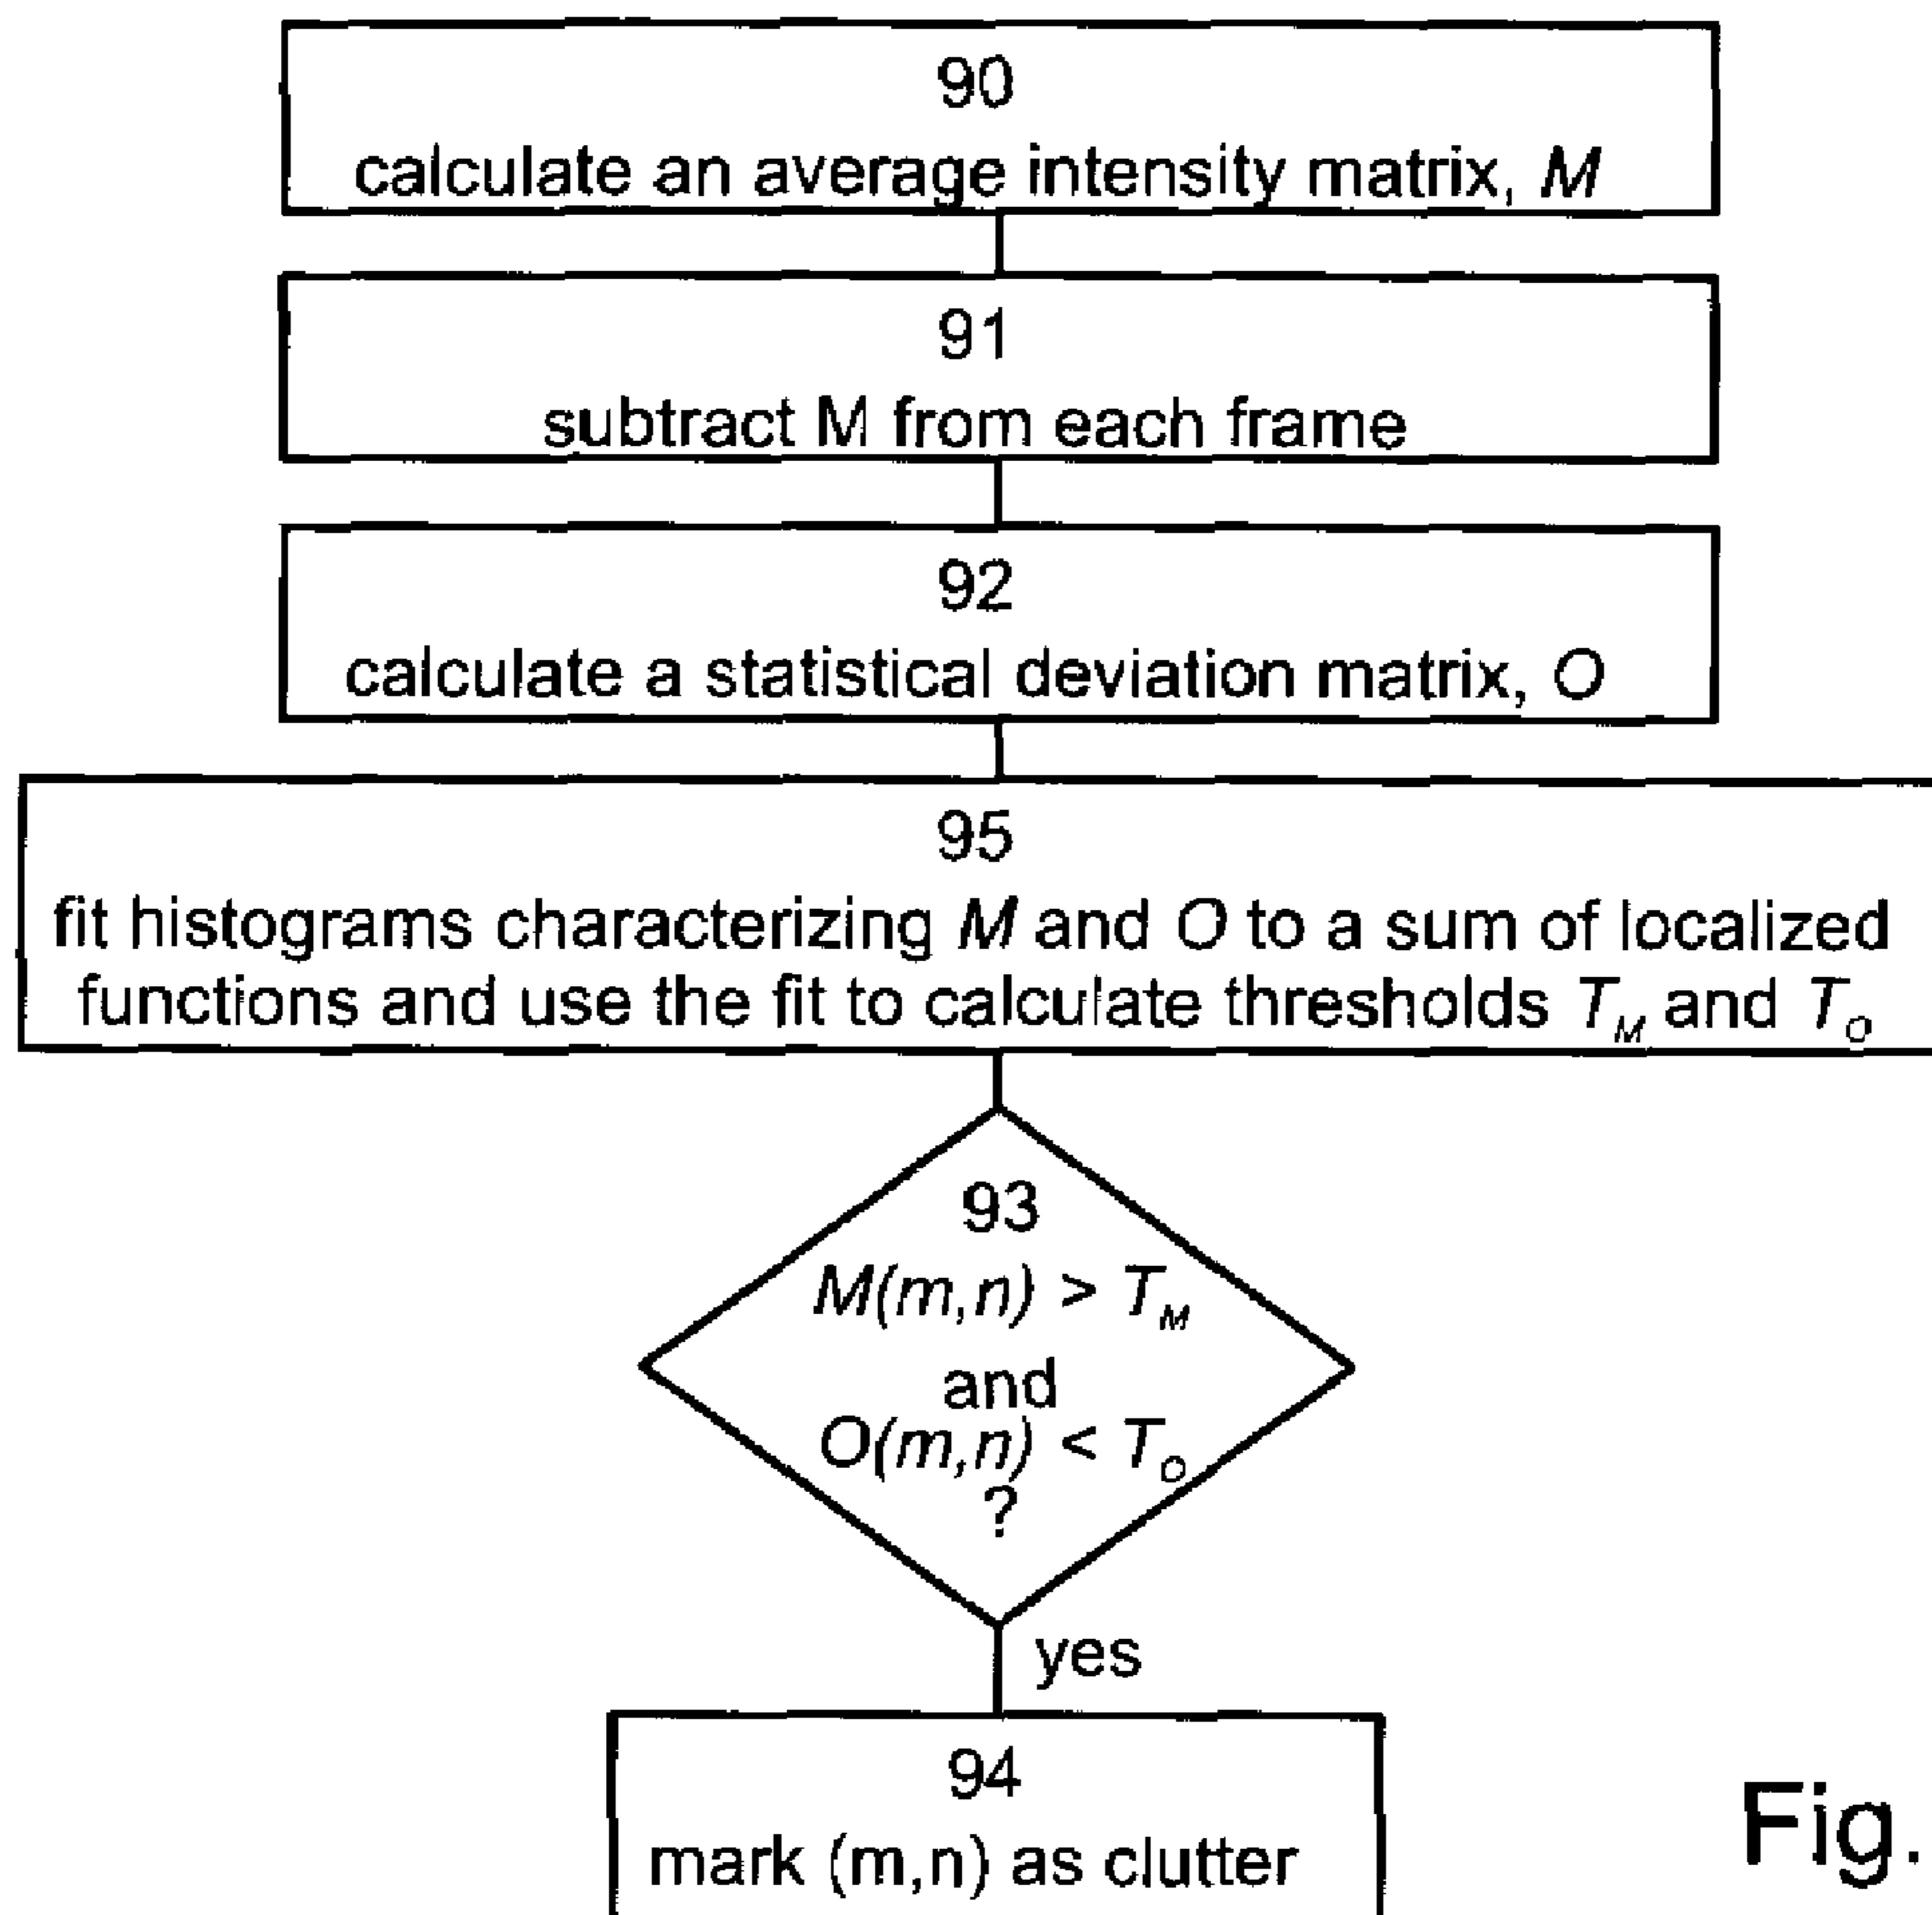 90
calculate an average intensity matrix, M
91
subtract M from each frame
92
calculate a statistical deviation matrix, O
95
fit histograms characterizing M and O to a sum of localized
functions and use the fit to calculate thresholds T_M and T_O
93
M(m,n) > T_M
and
O(m,n) < T_O
?
yes
94
mark (m,n) as clutter
Fig.